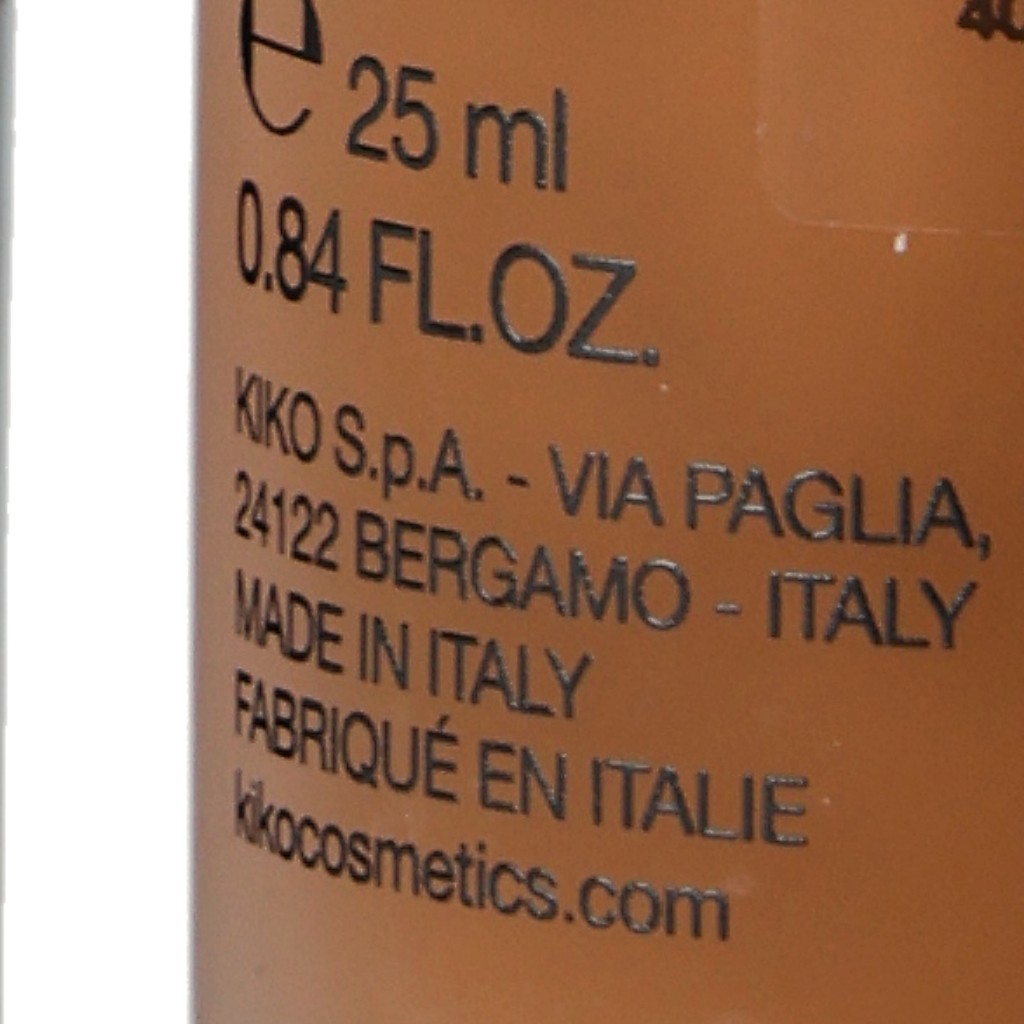 e 25 ml
0.84 FL.OZ.
KIKO S.p.A. - VIA PAGLIA,
24122 BERGAMO - ITALY
MADE IN ITALY
FABRIQUÉ EN ITALIE
kikocosmetics.com